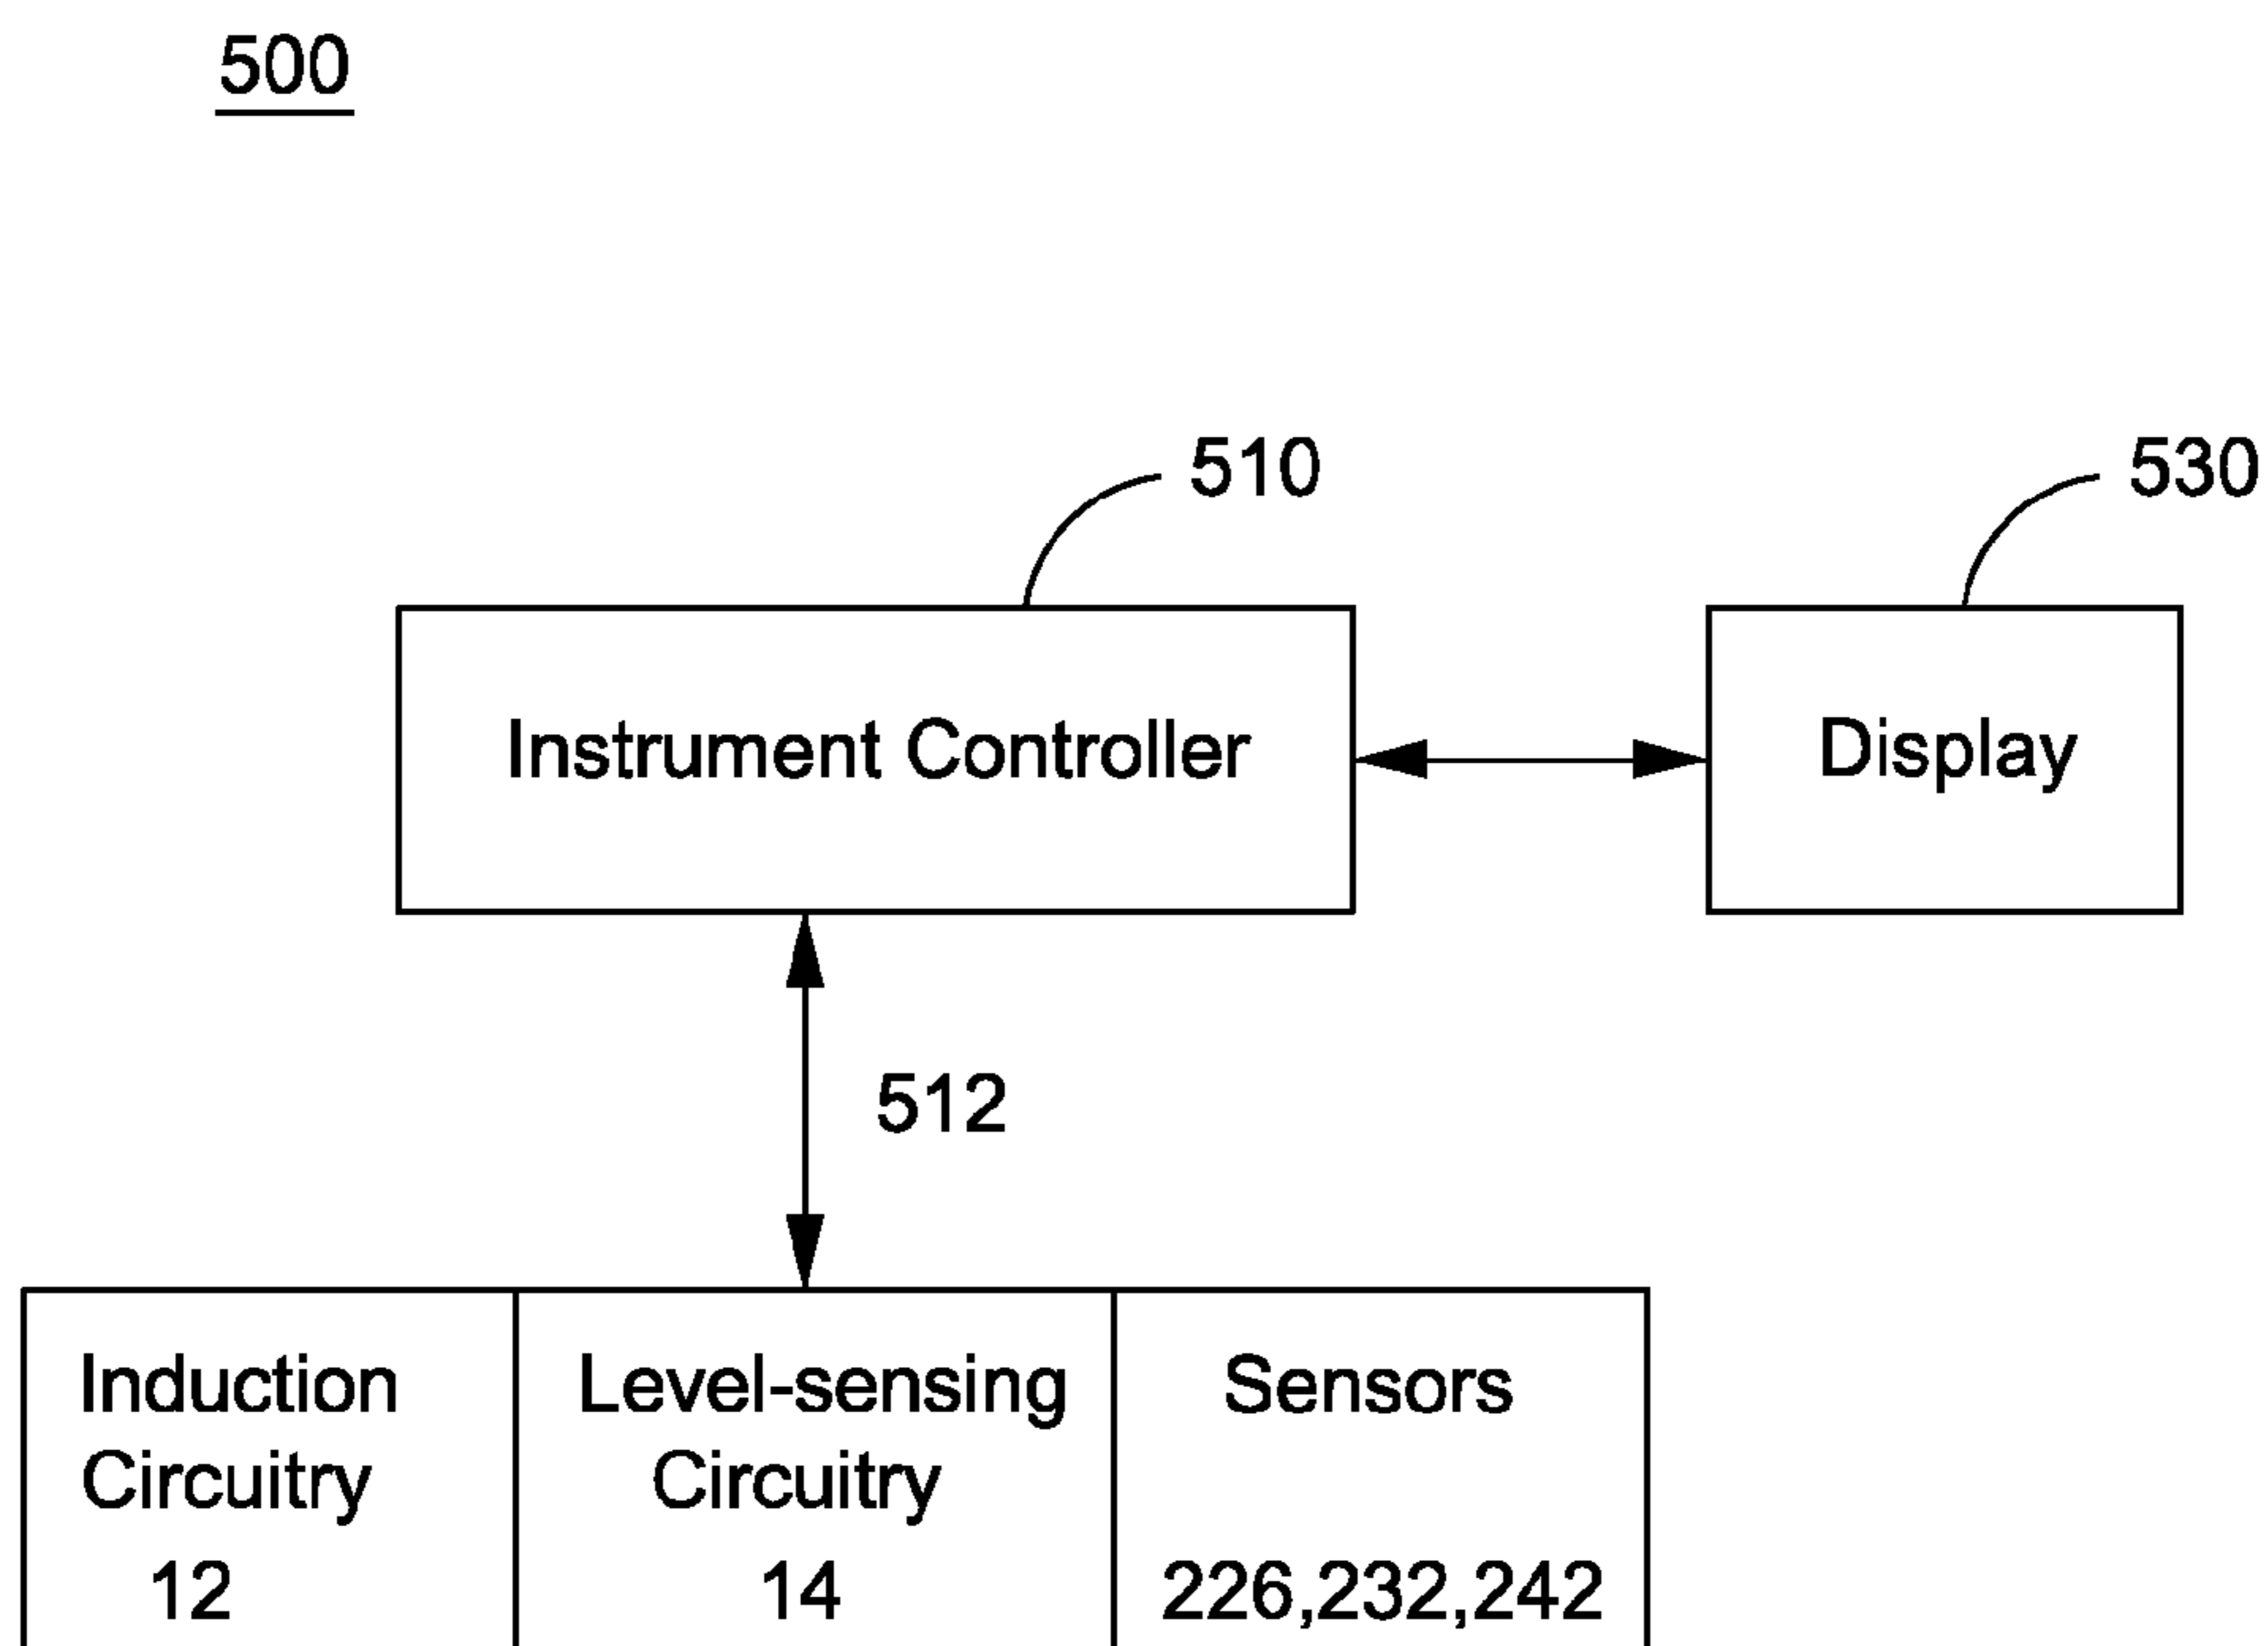 500
510
530
Instrument Controller
Display
512
Induction
Circuitry
12
Level-sensing
Circuitry
14
Sensors
226,232,242